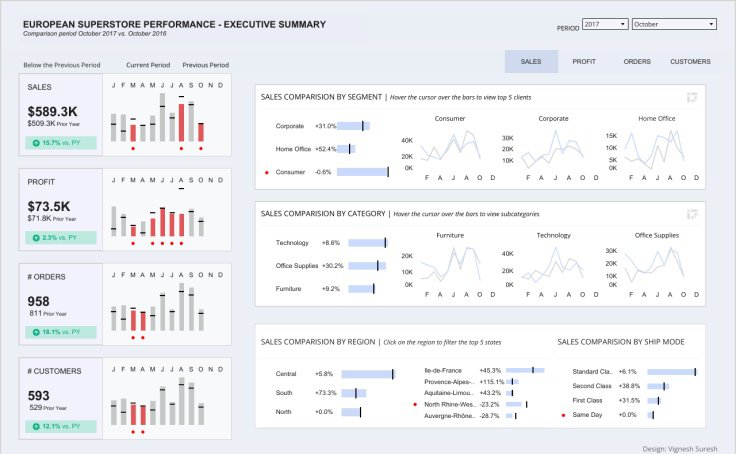 EUROPEAN SUPERSTORE PERFORMANCE - EXECUTIVE SUMMARY
Comparison period October 2017 vs. October 2016
PERIOD 2017 October
SALES PROFIT ORDERS CUSTOMERS
Below the Previous Period Current Period Previous Period
SALES
$589.3K
$509.3K Prior Year
15.7% vs. PY
J F M A M J J A S O N D
PROFIT
$73.5K
$71.8K Prior Year
2.3% vs. PY
J F M A M J J A S O N D
# ORDERS
958
811 Prior Year
18.1% vs. PY
J F M A M J J A S O N D
# CUSTOMERS
593
529 Prior Year
12.1% vs. PY
J F M A M J J A S O N D
SALES COMPARISION BY SEGMENT | Hover the cursor over the bars to view top 5 clients
Corporate +31.0%
Home Office +52.4%
Consumer -0.6%
Consumer
40K
20K
0K
F A J A O D
Corporate
30K
20K
10K
F A J A O D
Home Office
15K
10K
5K
0K
F A J A O D
SALES COMPARISION BY CATEGORY | Hover the cursor over the bars to view subcategories
Technology +8.6%
Office Supplies +30.2%
Furniture +9.2%
Furniture
20K
10K
0K
F A J A O D
Technology
40K
20K
0K
F A J A O D
Office Supplies
30K
20K
10K
0K
F A J A O D
SALES COMPARISION BY REGION | Click on the region to filter the top 5 states
Central +5.8%
South +73.3%
North +0.0%
Ile-de-France +45.3%
Provence-Alpes-.. +115.1%
Aquitaine-Limou.. +43.2%
North Rhine-Wes.. -23.2%
Auvergne-Rhône.. -28.7%
SALES COMPARISION BY SHIP MODE
Standard Cla.. +6.1%
Second Class +38.8%
First Class +31.5%
Same Day +0.0%
Design: Vignesh Suresh